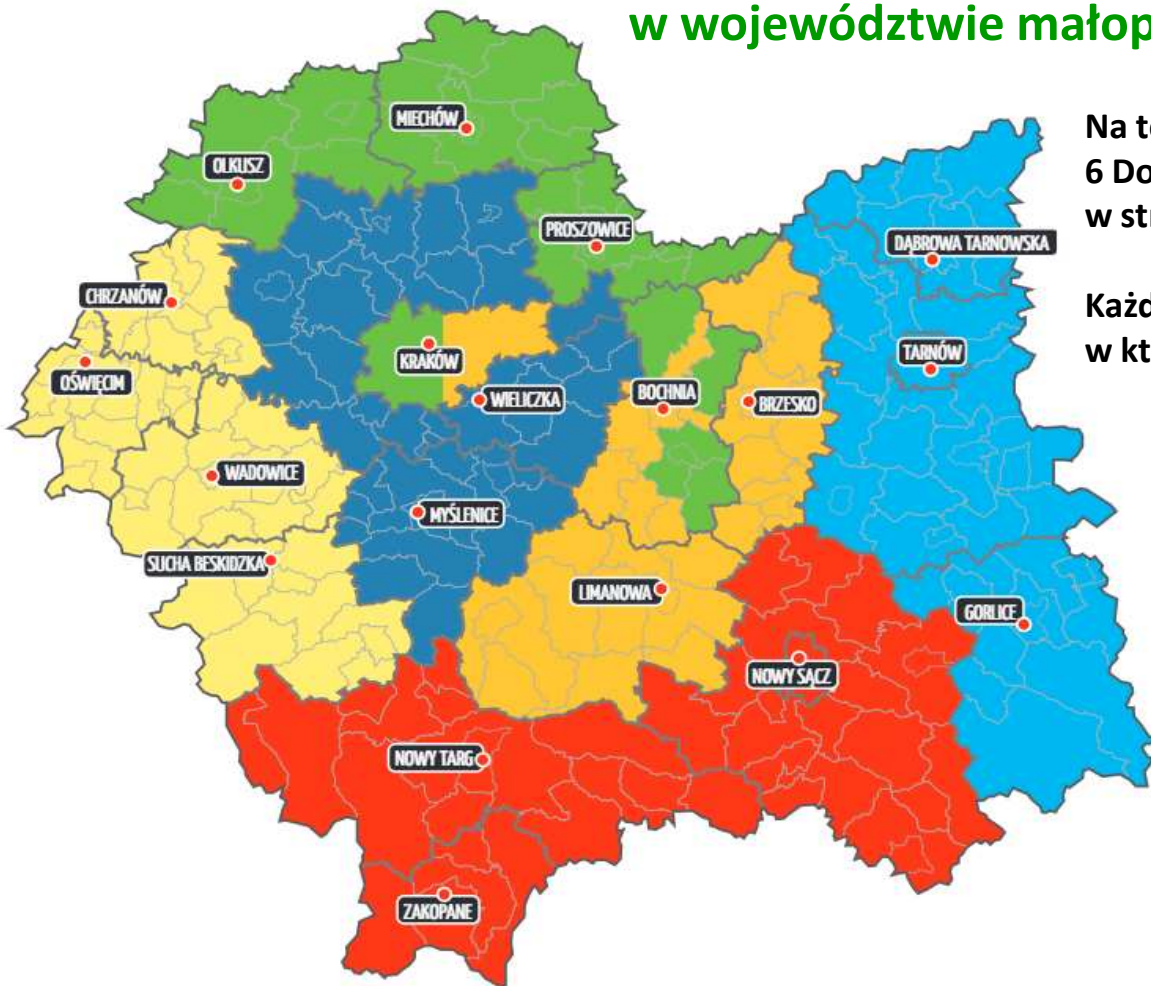 w województwie małop
Na t
6 Do
w str
Każd
w kt
MIECHÓW
OLKUSZ
PROSZOWICE
DĄBROWA TARNOWSKA
CHRZANÓW
KRAKÓW
TARNÓW
OŚWIĘCIM
WIELICZKA
BOCHNIA
BRZESKO
WADOWICE
MYŚLENICE
SUCHA BESKIDZKA
LIMANOWA
GORLICE
NOWY SĄCZ
NOWY TARG
ZAKOPANE